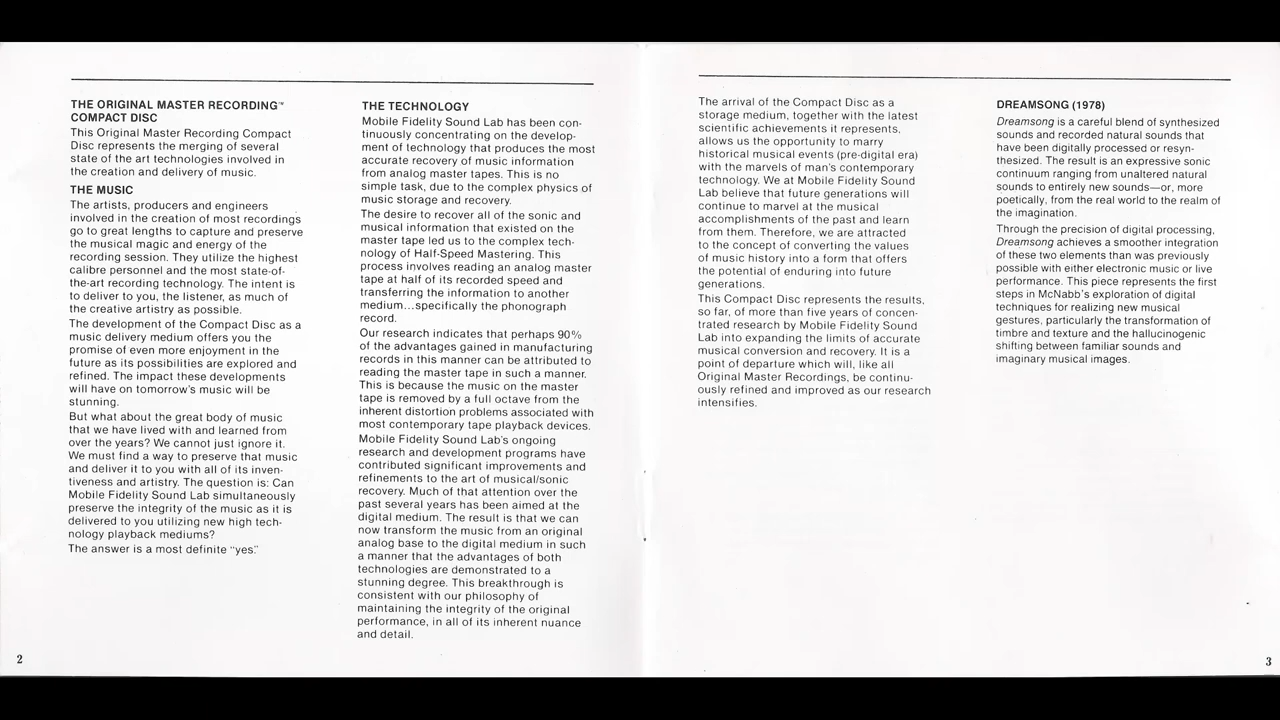 THE ORIGINAL MASTER RECORDING™
COMPACT DISC
This Original Master Recording Compact
Disc represents the merging of several
state of the art technologies involved in
the creation and delivery of music.
THE MUSIC
The artists, producers and engineers
involved in the creation of most recordings
go to great lengths to capture and preserve
the musical magic and energy of the
recording session. They utilize the highest
calibre personnel and the most state-of-
the-art recording technology. The intent is
to deliver to you, the listener, as much of
the creative artistry as possible.
The development of the Compact Disc as a
music delivery medium offers you the
promise of even more enjoyment in the
future as its possibilities are explored and
refined. The impact these developments
will have on tomorrow's music will be
stunning.
But what about the great body of music
that we have lived with and learned from
over the years? We cannot just ignore it.
We must find a way to preserve that music
and deliver it to you with all of its inven-
tiveness and artistry. The question is: Can
Mobile Fidelity Sound Lab simultaneously
preserve the integrity of the music as it is
delivered to you utilizing new high tech-
nology playback mediums?
The answer is a most definite "yes."
2
THE TECHNOLOGY
Mobile Fidelity Sound Lab has been con-
tinuously concentrating on the develop-
ment of technology that produces the most
accurate recovery of music information
from analog master tapes. This is no
simple task, due to the complex physics of
music storage and recovery.
The desire to recover all of the sonic and
musical information that existed on the
master tape led us to the complex tech-
nology of Half-Speed Mastering. This
process involves reading an analog master
tape at half of its recorded speed and
transferring the information to another
medium...specifically the phonograph
record.
Our research indicates that perhaps 90%
of the advantages gained in manufacturing
records in this manner can be attributed to
reading the master tape in such a manner.
This is because the music on the master
tape is removed by a full octave from the
inherent distortion problems associated with
most contemporary tape playback devices.
Mobile Fidelity Sound Lab's ongoing
research and development programs have
contributed significant improvements and
refinements to the art of musical/sonic
recovery. Much of that attention over the
past several years has been aimed at the
digital medium. The result is that we can
now transform the music from an original
analog base to the digital medium in such
a manner that the advantages of both
technologies are demonstrated to a
stunning degree. This breakthrough is
consistent with our philosophy of
maintaining the integrity of the original
performance, in all of its inherent nuance
and detail.
The arrival of the Compact Disc as a
storage medium, together with the latest
scientific achievements it represents,
allows us the opportunity to marry
historical musical events (pre-digital era)
with the marvels of man's contemporary
technology. We at Mobile Fidelity Sound
Lab believe that future generations will
continue to marvel at the musical
accomplishments of the past and learn
from them. Therefore, we are attracted
to the concept of converting the values
of music history into a form that offers
the potential of enduring into future
generations.
This Compact Disc represents the results,
so far, of more than five years of concen-
trated research by Mobile Fidelity Sound
Lab into expanding the limits of accurate
musical conversion and recovery. It is a
point of departure which will, like all
Original Master Recordings, be continu-
ously refined and improved as our research
intensifies.
DREAMSONG (1978)
Dreamsong is a careful blend of synthesized
sounds and recorded natural sounds that
have been digitally processed or resyn-
thesized. The result is an expressive sonic
continuum ranging from unaltered natural
sounds to entirely new sounds—or, more
poetically, from the real world to the realm of
the imagination.
Through the precision of digital processing,
Dreamsong achieves a smoother integration
of these two elements than was previously
possible with either electronic music or live
performance. This piece represents the first
steps in McNabb's exploration of digital
techniques for realizing new musical
gestures, particularly the transformation of
timbre and texture and the hallucinogenic
shifting between familiar sounds and
imaginary musical images.
3